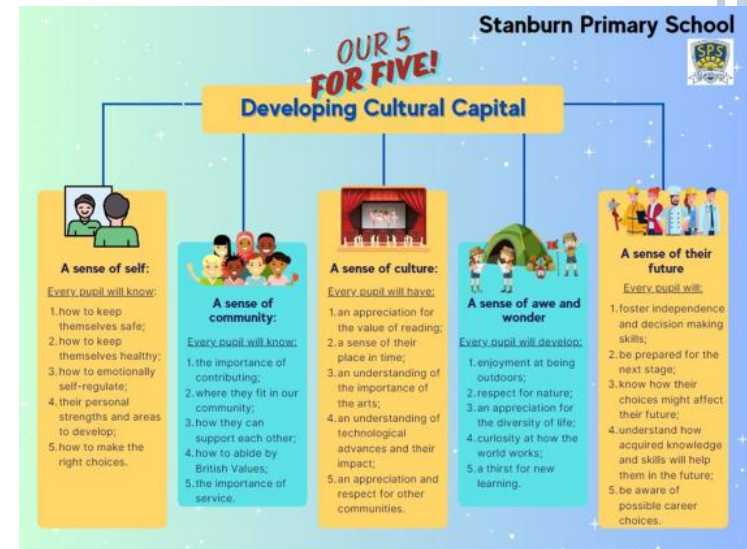 Stanburn Primary School
SPS
OUR 5
FOR FIVE!
Developing Cultural Capital
A sense of self:
Every pupil will know:
1.how to keep
themselves safe;
2.how to keep
themselves healthy;
3.how to emotionally
self-regulate;
4.their personal
strengths and areas
to develop;
5.how to make the
right choices.
A sense of
community:
Every pupil will know:
1.the importance of
contributing;
2.where they fit in our
community;
3.how they can
support each other;
4.how to abide by
British Values;
5.the importance of
service.
A sense of culture:
Every pupil will have:
1.an appreciation for
the value of reading;
2.a sense of their
place in time;
3.an understanding of
the importance of
the arts;
4.an understanding of
technological
advances and their
impact;
5.an appreciation and
respect for other
communities.
A sense of awe and
wonder
Every pupil will develop:
1.enjoyment at being
outdoors;
2.respect for nature;
3.an appreciation for
the diversity of life;
4.curiosity at how the
world works;
5.a thirst for new
learning.
A sense of their
future
Every pupil will:
1.foster independence
and decision making
skills;
2.be prepared for the
next stage;
3.know how their
choices might affect
their future;
4.understand how
acquired knowledge
and skills will help
them in the future;
5.be aware of
possible career
choices.